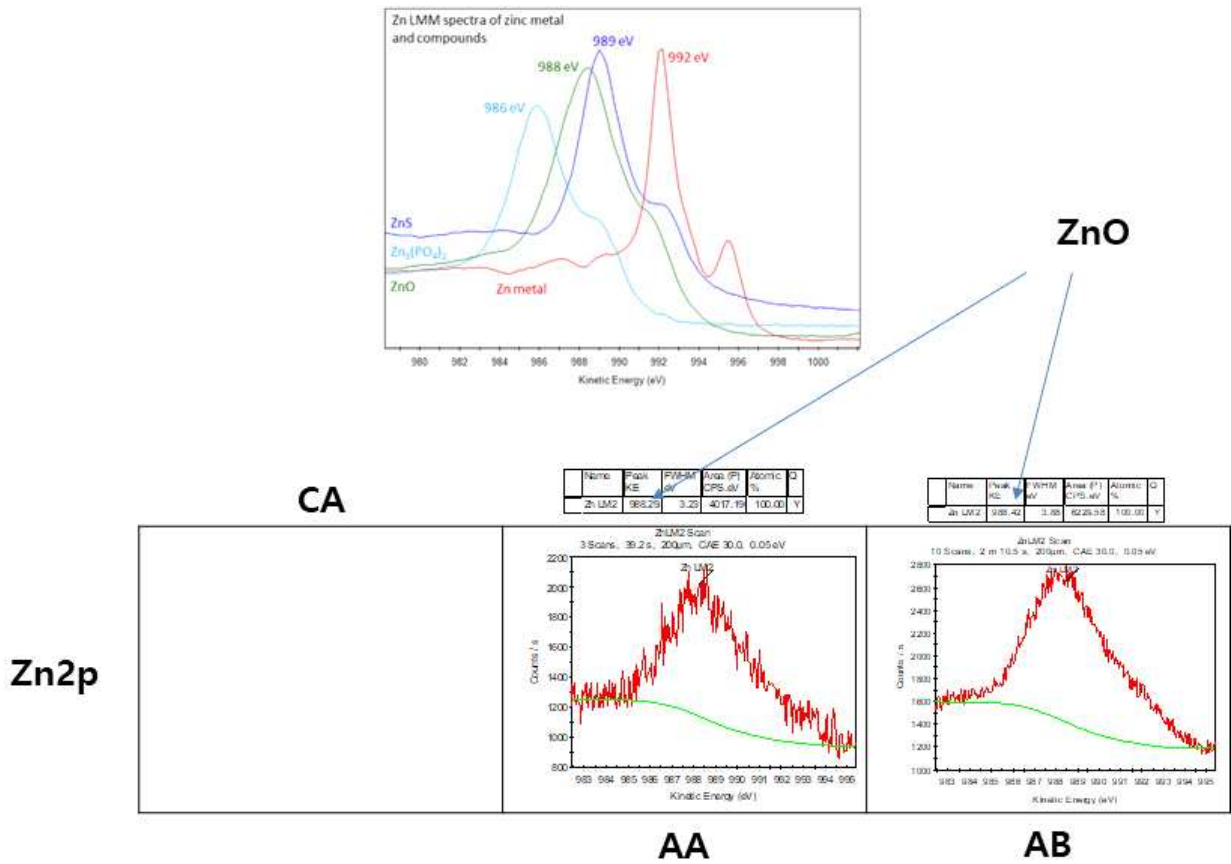 Zn LMM spectra of zinc metal
and compounds
989 eV
988 eV
992 eV
986 eV
ZnS
Zn3(PO4)2
ZnO
Zn metal
980 982 984 986 988 990 992 994 996 998 1000
Kinetic Energy (eV)
ZnO
CA
Name Peak KE FWHM eV Area (P) CPS.eV Atomic % Q
Zn LM2 988.29 3.23 4017.19 100.00 Y
Name Peak KE FWHM eV Area (P) CPS.eV Atomic % Q
Zn LM2 988.42 3.88 6229.58 100.00 Y
Zn2p
ZnLM2 Scan
3 Scans, 39.2 s, 200µm, CAE 30.0, 0.05 eV
Zn LM2
2200
2000
1800
1600
1400
1200
1000
800
Counts / s
983 984 985 986 987 988 989 990 991 992 993 994 995
Kinetic Energy (eV)
ZnLM2 Scan
10 Scans, 2 m 10.5 s, 200µm, CAE 30.0, 0.05 eV
2800
2600
2400
2200
2000
1800
1600
1400
1200
1000
Counts / s
983 984 985 986 987 988 989 990 991 992 993 994 995
Kinetic Energy (eV)
AA
AB